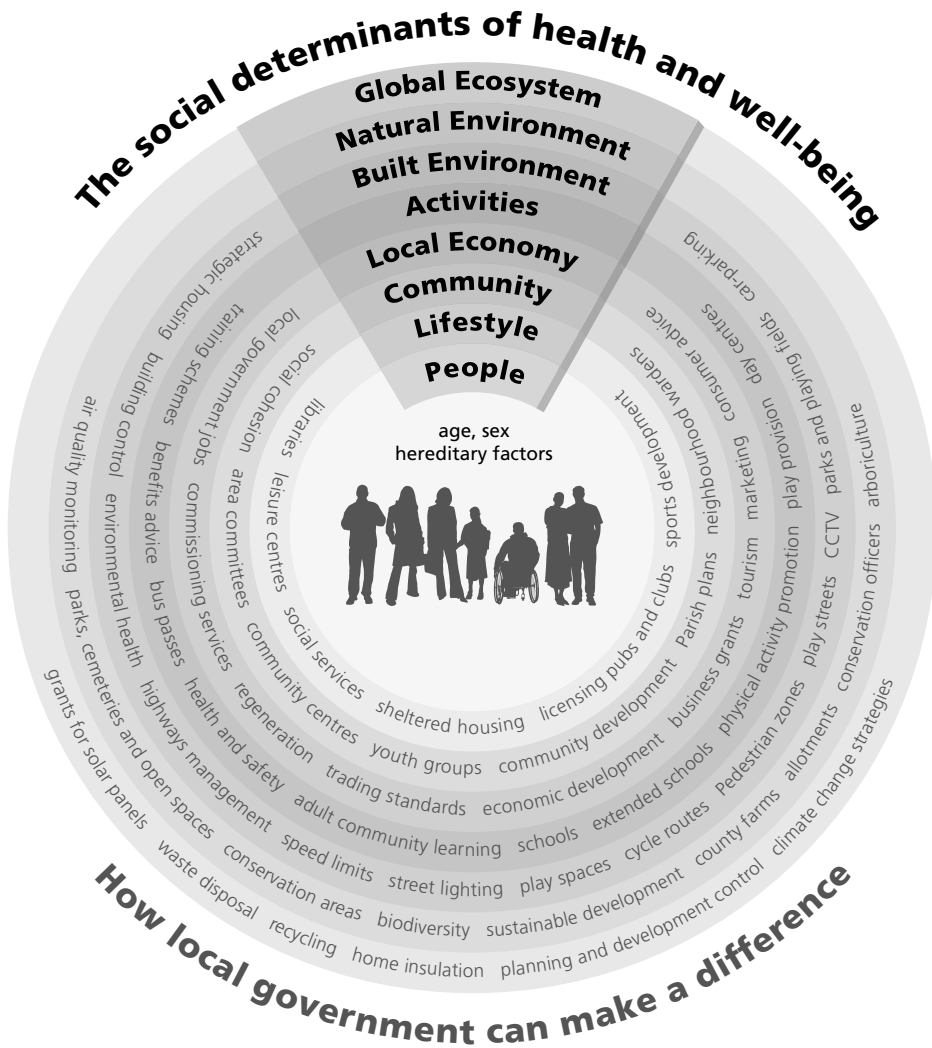 The social determinants of health and well-being
Global Ecosystem
Natural Environment
Built Environment
Activities
Local Economy
Community
Lifestyle
People
age, sex
hereditary factors
libraries leisure centres social services sheltered housing licensing pubs and clubs sports development
social cohesion area committees community centres youth groups community development Parish plans neighbourhood wardens
local government jobs commissioning services regeneration trading standards economic development business grants tourism marketing consumer advice
training schemes benefits advice bus passes health and safety adult community learning schools extended schools physical activity promotion play provision day centres
strategic housing building control environmental health highways management speed limits street lighting play spaces cycle routes Pedestrian zones play streets CCTV parks and playing fields car-parking
air quality monitoring parks, cemeteries and open spaces conservation areas biodiversity sustainable development county farms allotments conservation officers arboriculture
grants for solar panels waste disposal recycling home insulation planning and development control climate change strategies
How local government can make a difference